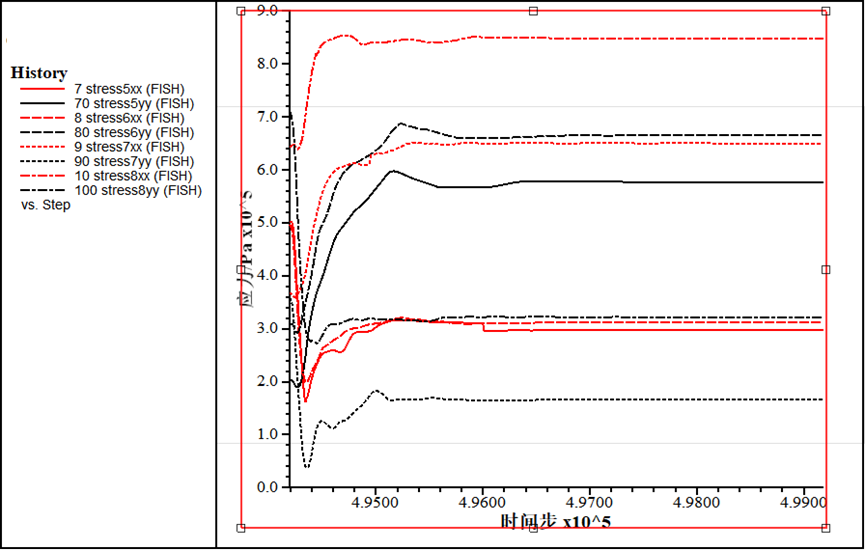 History
7 stress5xx (FISH)
70 stress5yy (FISH)
8 stress6xx (FISH)
80 stress6yy (FISH)
9 stress7xx (FISH)
90 stress7yy (FISH)
10 stress8xx (FISH)
100 stress8yy (FISH)
vs. Step
应力/Pa x10^5
9.0
8.0
7.0
6.0
5.0
4.0
3.0
2.0
1.0
0.0
4.9500 4.9600 4.9700 4.9800 4.9900
时间步 x10^5